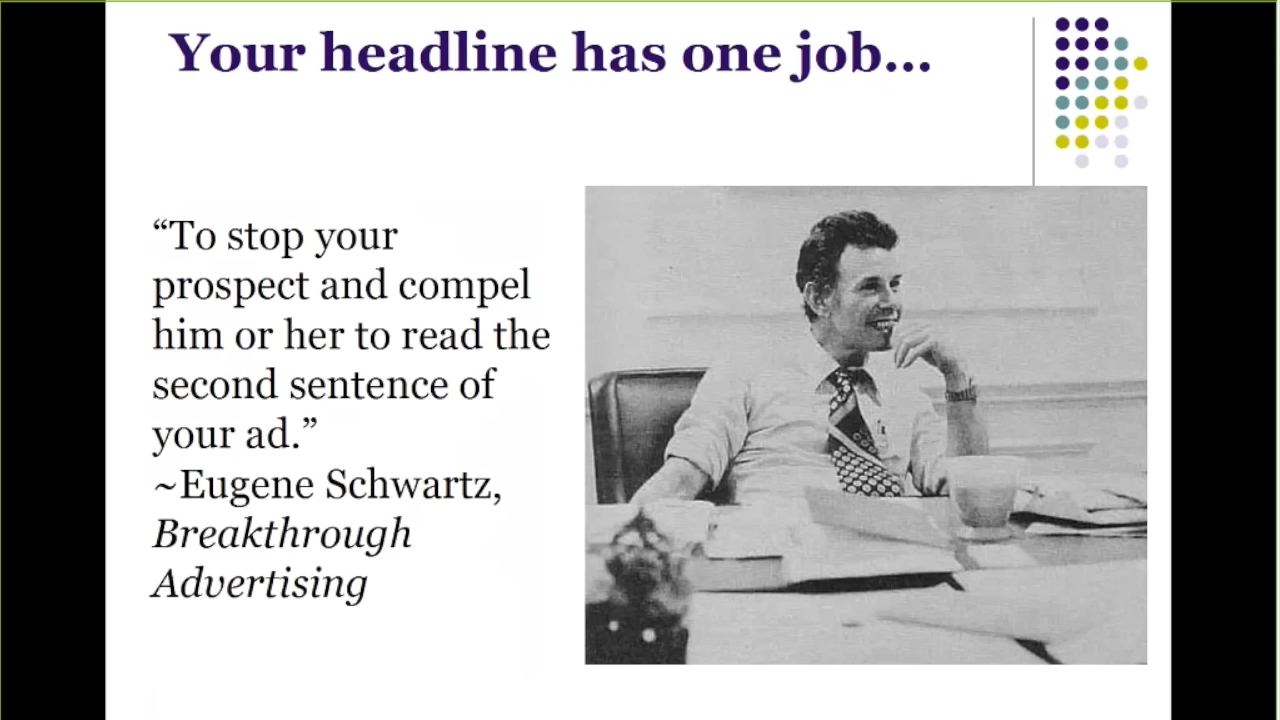 Your headline has one job...
“To stop your
prospect and compel
him or her to read the
second sentence of
your ad.”
~Eugene Schwartz,
Breakthrough
Advertising